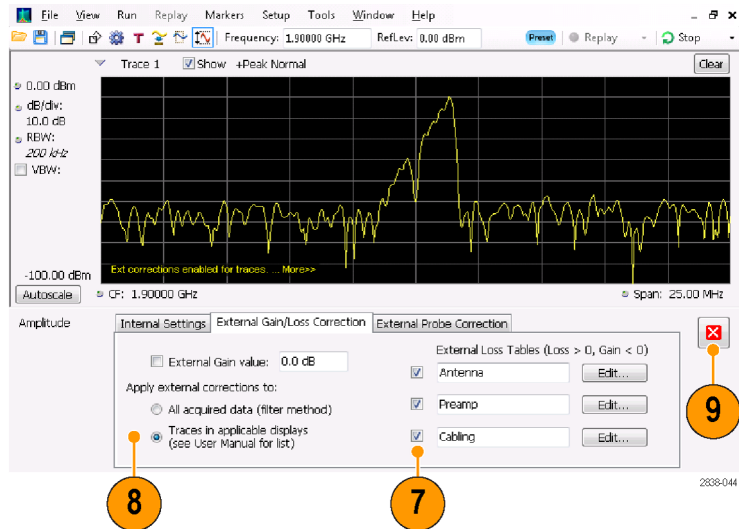 File View Run Replay Markers Setup Tools Window Help
T Frequency: 1.90000 GHz RefLev: 0.00 dBm Preset Replay Stop
Trace 1 Show +Peak Normal Clear
0.00 dBm
dB/div:
10.0 dB
RBW:
200 kHz
VBW:
-100.00 dBm
Ext corrections enabled for traces. ... More>>
Autoscale CF: 1.90000 GHz Span: 25.00 MHz
Amplitude
Internal Settings External Gain/Loss Correction External Probe Correction
External Gain value: 0.0 dB
Apply external corrections to:
All acquired data (filter method)
Traces in applicable displays
(see User Manual for list)
External Loss Tables (Loss > 0, Gain < 0)
Antenna Edit...
Preamp Edit...
Cabling Edit...
9
8
7
2838-044